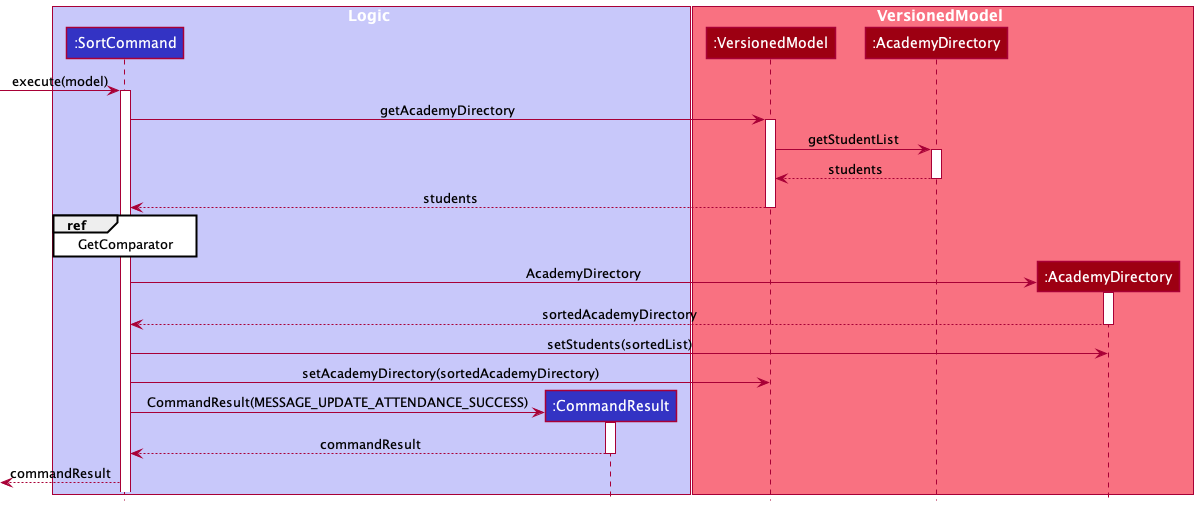 Logic
VersionedModel
:SortCommand
:VersionedModel
:AcademyDirectory
execute(model)
getAcademyDirectory
getStudentList
students
students
ref
GetComparator
AcademyDirectory
:AcademyDirectory
sortedAcademyDirectory
setStudents(sortedList)
setAcademyDirectory(sortedAcademyDirectory)
CommandResult(MESSAGE_UPDATE_ATTENDANCE_SUCCESS)
:CommandResult
commandResult
commandResult